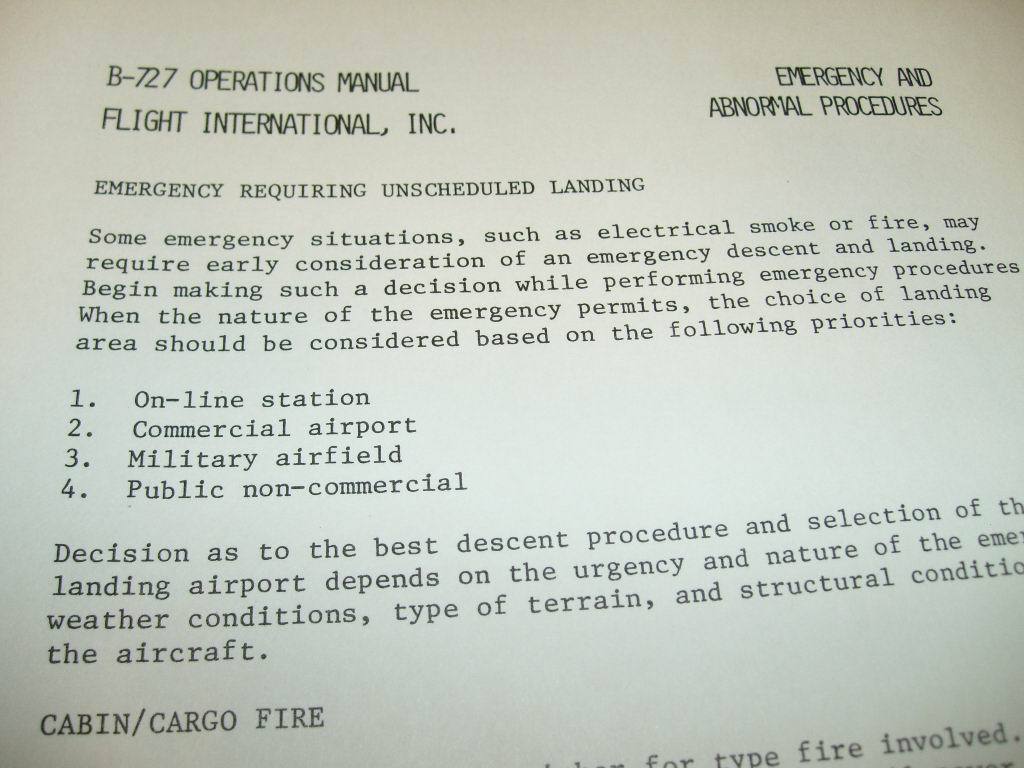 B-727 OPERATIONS MANUAL
FLIGHT INTERNATIONAL, INC.
EMERGENCY AND
ABNORMAL PROCEDURES
EMERGENCY REQUIRING UNSCHEDULED LANDING
Some emergency situations, such as electrical smoke or fire, may
require early consideration of an emergency descent and landing.
Begin making such a decision while performing emergency procedures
When the nature of the emergency permits, the choice of landing
area should be considered based on the following priorities:
1. On-line station
2. Commercial airport
3. Military airfield
4. Public non-commercial
Decision as to the best descent procedure and selection of th
landing airport depends on the urgency and nature of the emer
weather conditions, type of terrain, and structural conditio
the aircraft.
CABIN/CARGO FIRE
for type fire involved.